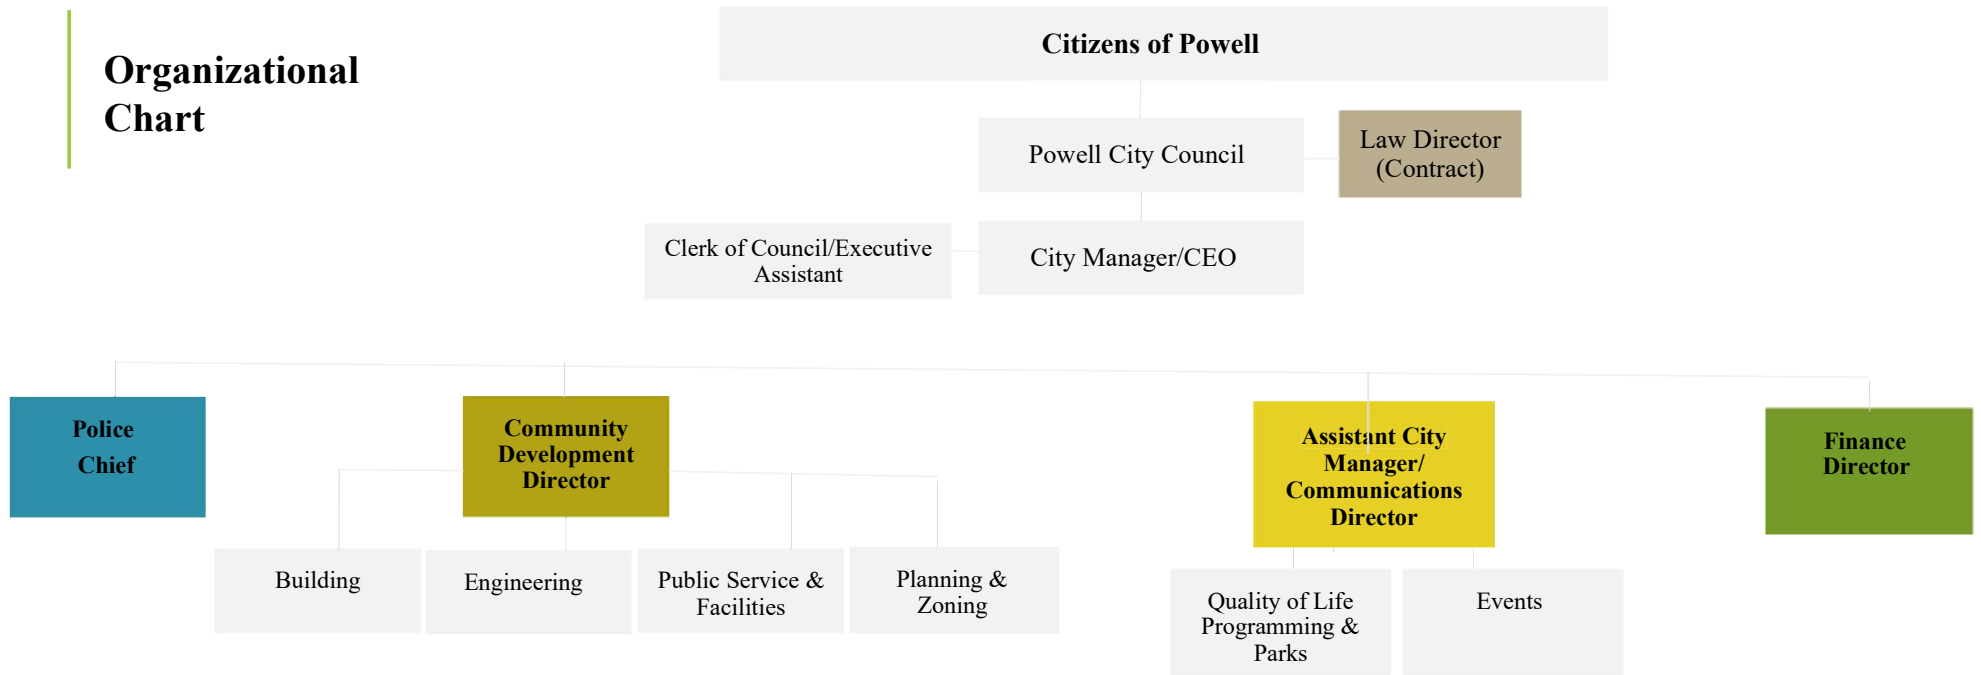 Organizational
Chart
Citizens of Powell
Powell City Council
Law Director
(Contract)
Clerk of Council/Executive
Assistant
City Manager/CEO
Police
Chief
Community
Development
Director
Assistant City
Manager/
Communications
Director
Finance
Director
Building
Engineering
Public Service &
Facilities
Planning &
Zoning
Quality of Life
Programming &
Parks
Events